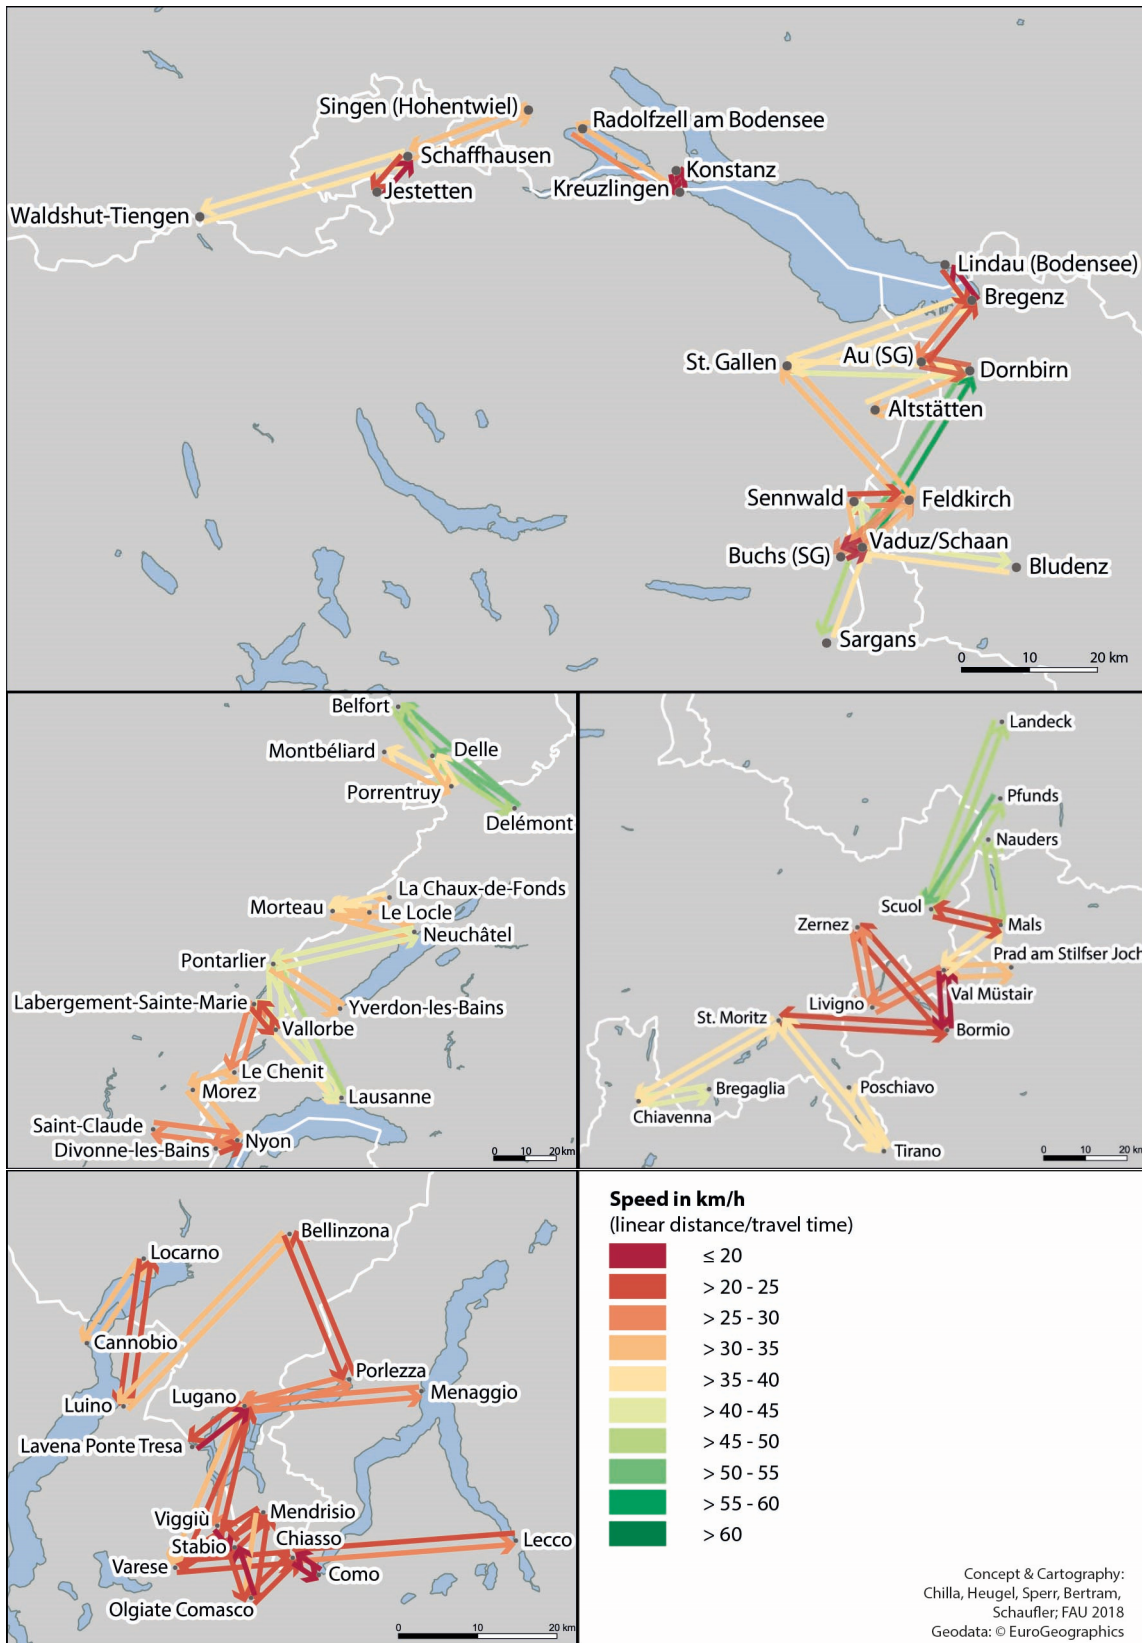 Singen (Hohentwiel)
Radolfzell am Bodensee
Schaffhausen
Konstanz
Jestetten
Kreuzlingen
Waldshut-Tiengen
Lindau (Bodensee)
Bregenz
Au (SG)
St. Gallen
Dornbirn
Altstätten
Sennwald
Feldkirch
Vaduz/Schaan
Buchs (SG)
Bludenz
Sargans
0 10 20 km
Belfort
Montbéliard
Delle
Porrentruy
Delémont
La Chaux-de-Fonds
Morteau
Le Locle
Neuchâtel
Pontarlier
Labergement-Sainte-Marie
Yverdon-les-Bains
Vallorbe
Le Chenit
Morez
Lausanne
Saint-Claude
Nyon
Divonne-les-Bains
0 10 20 km
Landeck
Pfunds
Nauders
Scuol
Zernez
Mals
Prad am Stilfser Joch
Val Müstair
Livigno
St. Moritz
Bormio
Bregaglia
Poschiavo
Chiavenna
Tirano
0 10 20 km
Bellinzona
Locarno
Cannobio
Porlezza
Menaggio
Lugano
Luino
Lavena Ponte Tresa
Mendrisio
Viggiù
Stabio
Chiasso
Lecco
Varese
Como
Olgiate Comasco
0 10 20 km
Speed in km/h
(linear distance/travel time)
≤ 20
> 20 - 25
> 25 - 30
> 30 - 35
> 35 - 40
> 40 - 45
> 45 - 50
> 50 - 55
> 55 - 60
> 60
Concept & Cartography:
Chilla, Heugel, Sperr, Bertram,
Schaufler; FAU 2018
Geodata: © EuroGeographics